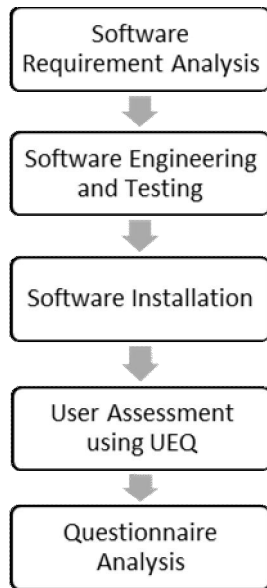 Software
Requirement Analysis
Software Engineering
and Testing
Software Installation
User Assessment
using UEQ
Questionnaire
Analysis